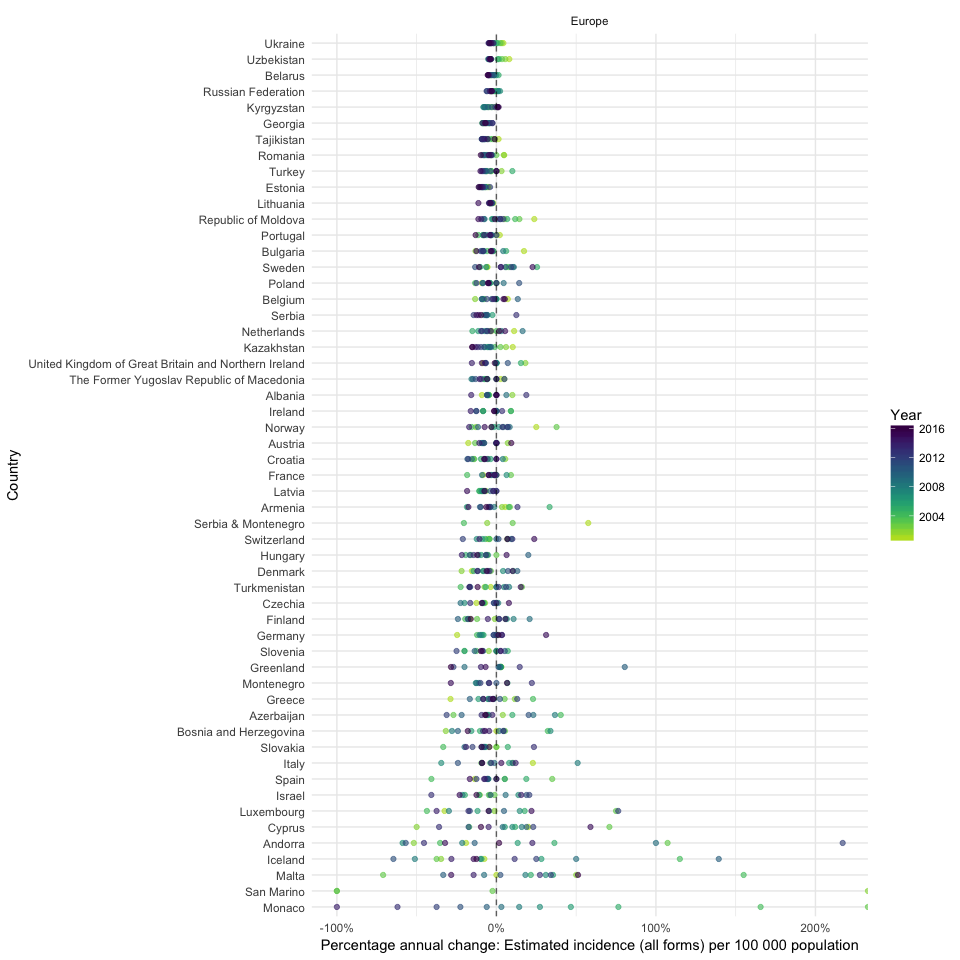 Europe
Ukraine
Uzbekistan
Belarus
Russian Federation
Kyrgyzstan
Georgia
Tajikistan
Romania
Turkey
Estonia
Lithuania
Republic of Moldova
Portugal
Bulgaria
Sweden
Poland
Belgium
Serbia
Netherlands
Kazakhstan
United Kingdom of Great Britain and Northern Ireland
The Former Yugoslav Republic of Macedonia
Albania
Ireland
Norway
Austria
Croatia
France
Latvia
Armenia
Serbia & Montenegro
Switzerland
Hungary
Denmark
Turkmenistan
Czechia
Finland
Germany
Slovenia
Greenland
Montenegro
Greece
Azerbaijan
Bosnia and Herzegovina
Slovakia
Italy
Spain
Israel
Luxembourg
Cyprus
Andorra
Iceland
Malta
San Marino
Monaco
Country
-100% 0% 100% 200%
Percentage annual change: Estimated incidence (all forms) per 100 000 population
Year
2016
2012
2008
2004